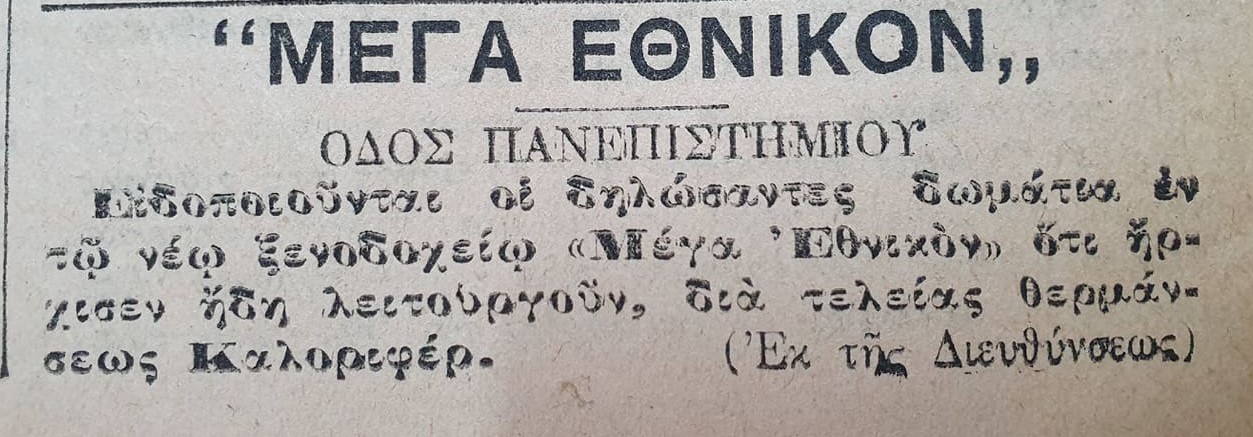 “ΜΕΓΑ ΕΘΝΙΚΟΝ„
ΟΔΟΣ ΠΑΝΕΠΙΣΤΗΜΙΟΥ
Εἰδοποιοῦνται οἱ δηλώσαντες δωμάτια ἐν
τῷ νέῳ ξενοδοχείῳ «Μέγα Ἐθνικὸν» ὅτι ἤρ-
χισεν ἤδη λειτουργοῦν, διὰ τελείας θερμάν-
σεως Καλοριφέρ. (Ἐκ τῆς Διευθύνσεως)